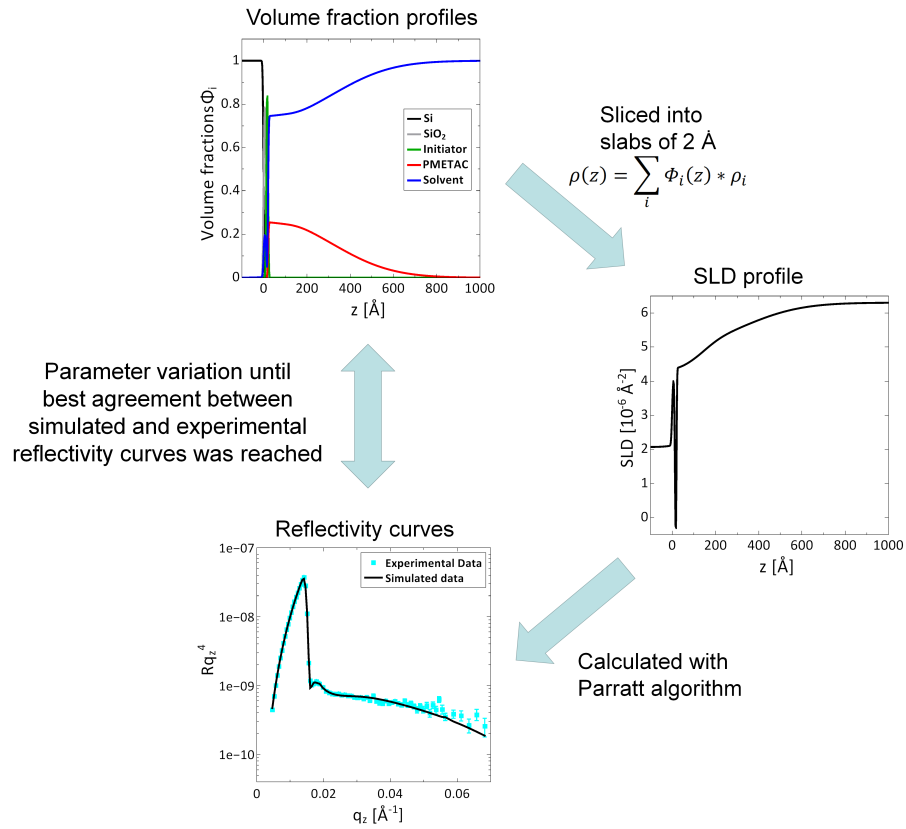 Volume fraction profiles
Volume fractions Φi
1
0.8
0.6
0.4
0.2
0
Si
SiO2
Initiator
PMETAC
Solvent
0 200 400 600 800 1000
z [Å]
Sliced into
slabs of 2 Å
ρ(z) = ∑i Φi(z) ∗ ρi
SLD profile
SLD [10-6 Å-2]
6
5
4
3
2
1
0
0 200 400 600 800 1000
z [Å]
Parameter variation until
best agreement between
simulated and experimental
reflectivity curves was reached
Reflectivity curves
Rqz4
1e−07
1e−08
1e−09
1e−10
Experimental Data
Simulated data
0 0.02 0.04 0.06
qz [Å-1]
Calculated with
Parratt algorithm